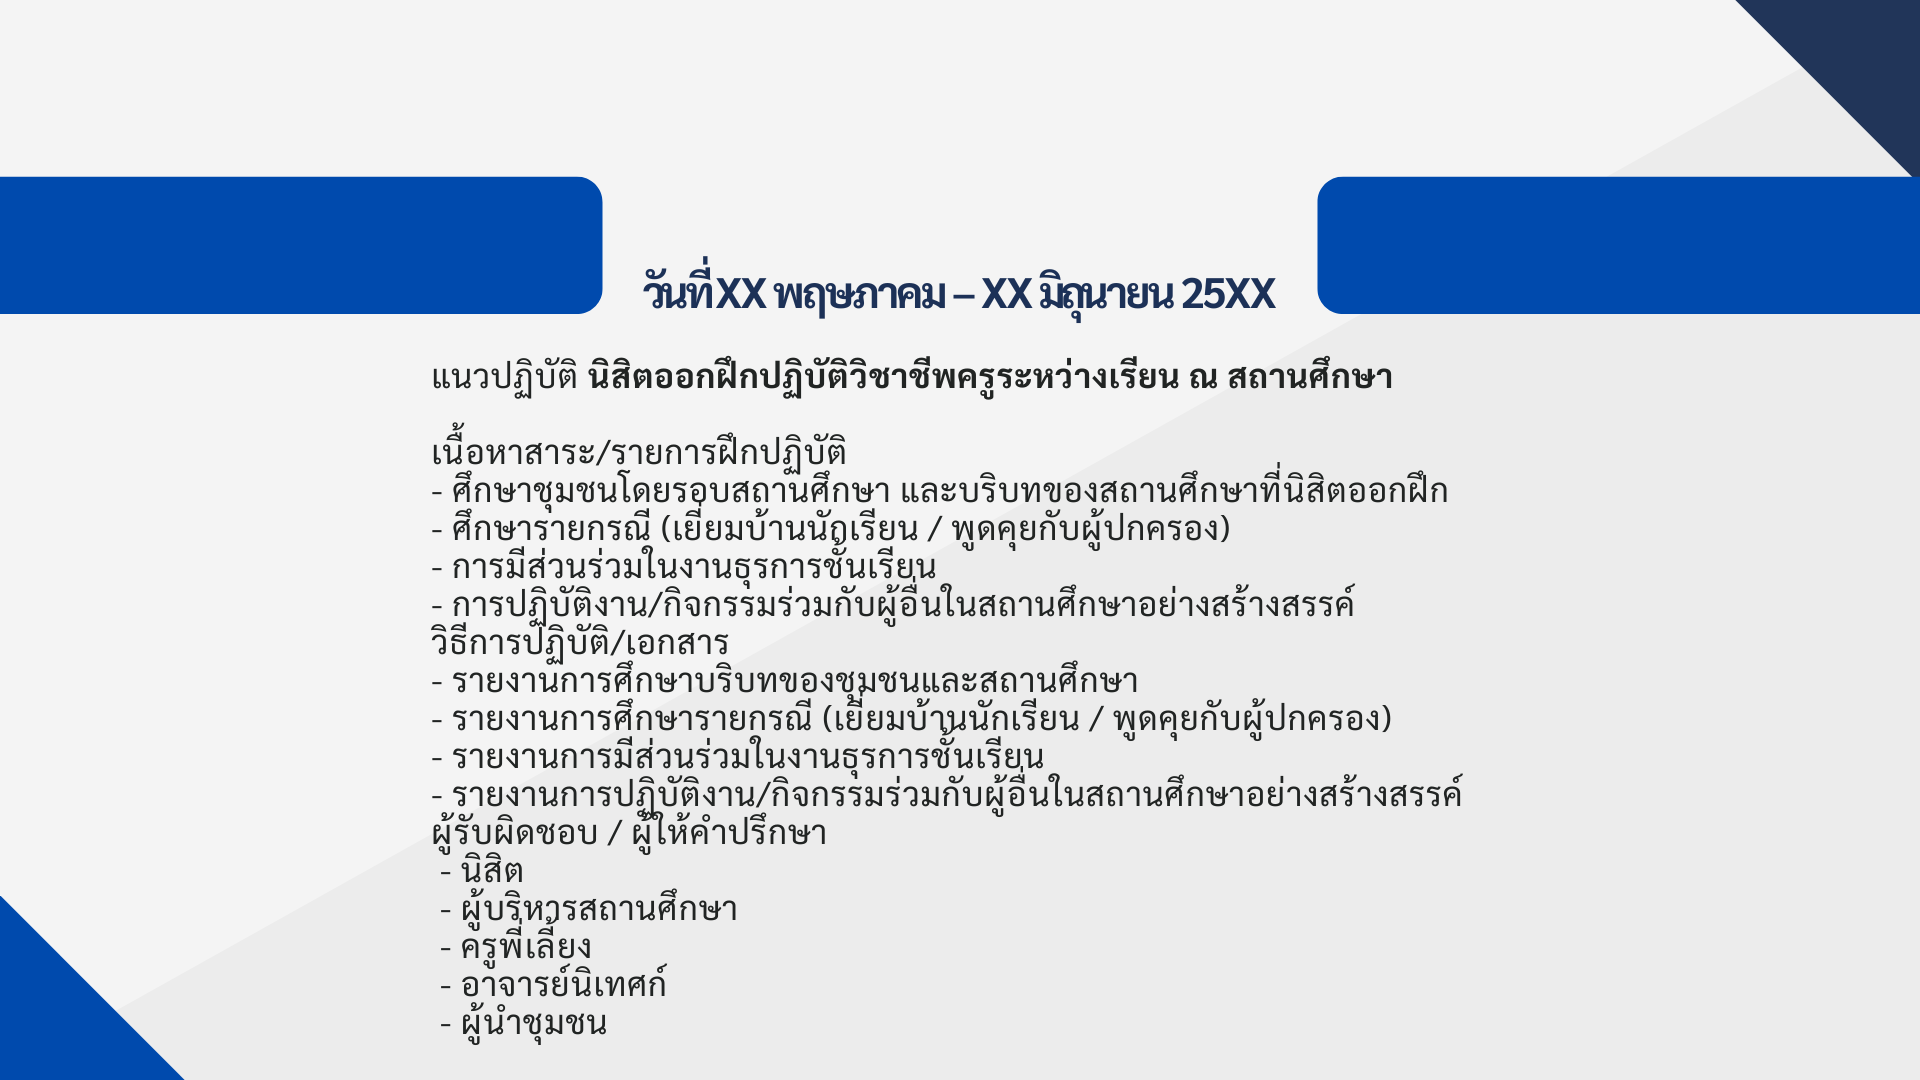 วันที่ XX พฤษภาคม – XX มิถุนายน 25XX
แนวปฏิบัติ นิสิตออกฝึกปฏิบัติวิชาชีพครูระหว่างเรียน ณ สถานศึกษา
เนื้อหาสาระ/รายการฝึกปฏิบัติ
- ศึกษาชุมชนโดยรอบสถานศึกษา และบริบทของสถานศึกษาที่นิสิตออกฝึก
- ศึกษารายกรณี (เยี่ยมบ้านนักเรียน / พูดคุยกับผู้ปกครอง)
- การมีส่วนร่วมในงานธุรการชั้นเรียน
- การปฏิบัติงาน/กิจกรรมร่วมกับผู้อื่นในสถานศึกษาอย่างสร้างสรรค์
วิธีการปฏิบัติ/เอกสาร
- รายงานการศึกษาบริบทของชุมชนและสถานศึกษา
- รายงานการศึกษารายกรณี (เยี่ยมบ้านนักเรียน / พูดคุยกับผู้ปกครอง)
- รายงานการมีส่วนร่วมในงานธุรการชั้นเรียน
- รายงานการปฏิบัติงาน/กิจกรรมร่วมกับผู้อื่นในสถานศึกษาอย่างสร้างสรรค์
ผู้รับผิดชอบ / ผู้ให้คำปรึกษา
- นิสิต
- ผู้บริหารสถานศึกษา
- ครูพี่เลี้ยง
- อาจารย์นิเทศก์
- ผู้นำชุมชน